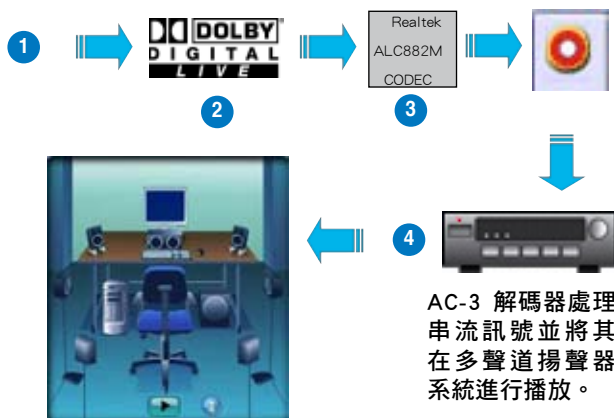 1
DOLBY
DIGITAL
LIVE
2
Realtek
ALC882M
CODEC
3
4
AC-3 解碼器處理
串流訊號並將其
在多聲道揚聲器
系統進行播放。